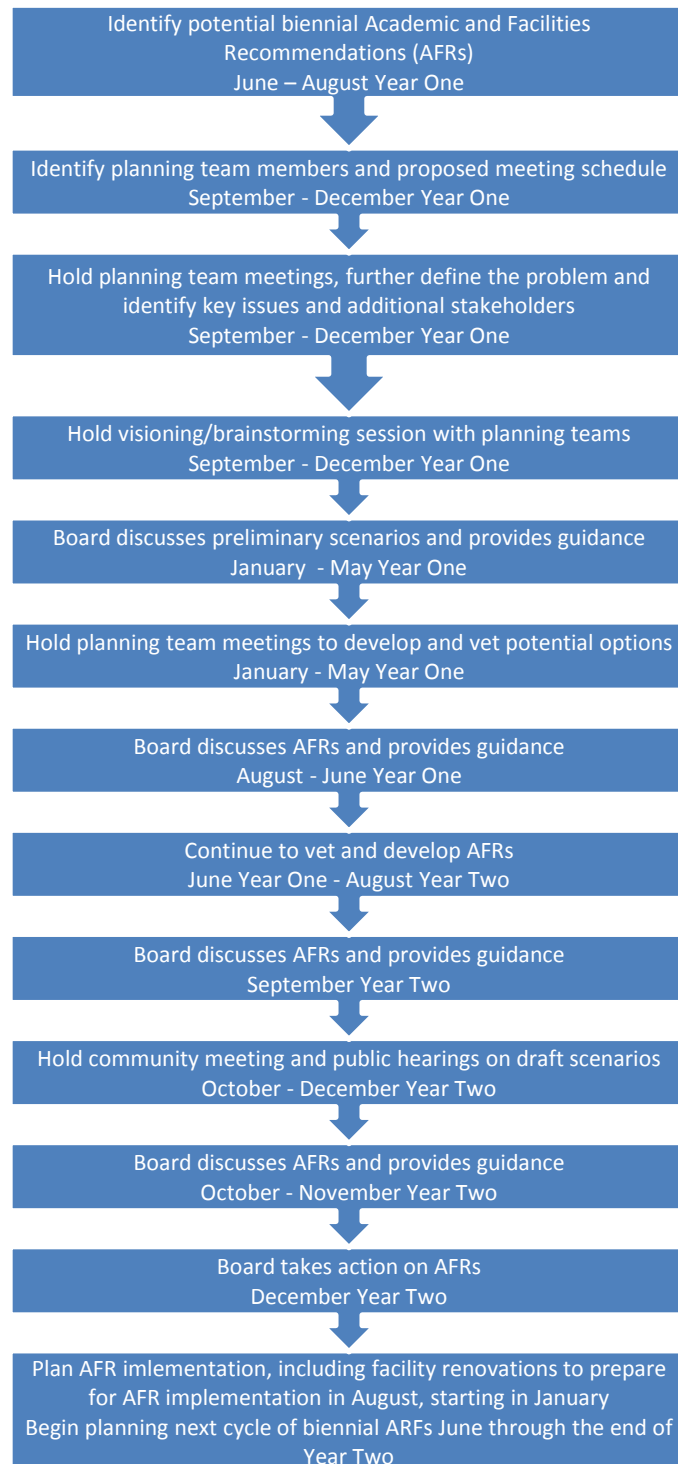 Identify potential biennial Academic and Facilities
Recommendations (AFRs)
June – August Year One
Identify planning team members and proposed meeting schedule
September - December Year One
Hold planning team meetings, further define the problem and
identify key issues and additional stakeholders
September - December Year One
Hold visioning/brainstorming session with planning teams
September - December Year One
Board discusses preliminary scenarios and provides guidance
January - May Year One
Hold planning team meetings to develop and vet potential options
January - May Year One
Board discusses AFRs and provides guidance
August - June Year One
Continue to vet and develop AFRs
June Year One - August Year Two
Board discusses AFRs and provides guidance
September Year Two
Hold community meeting and public hearings on draft scenarios
October - December Year Two
Board discusses AFRs and provides guidance
October - November Year Two
Board takes action on AFRs
December Year Two
Plan AFR imlementation, including facility renovations to prepare
for AFR implementation in August, starting in January
Begin planning next cycle of biennial ARFs June through the end of
Year Two